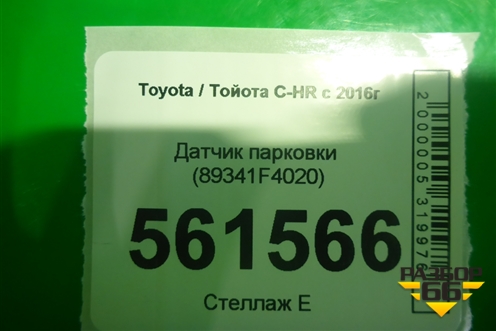 Toyota / Тойота C-HR с 2016г
Датчик парковки
(89341F4020)
561566
Стеллаж Е
РАЗБОР
66